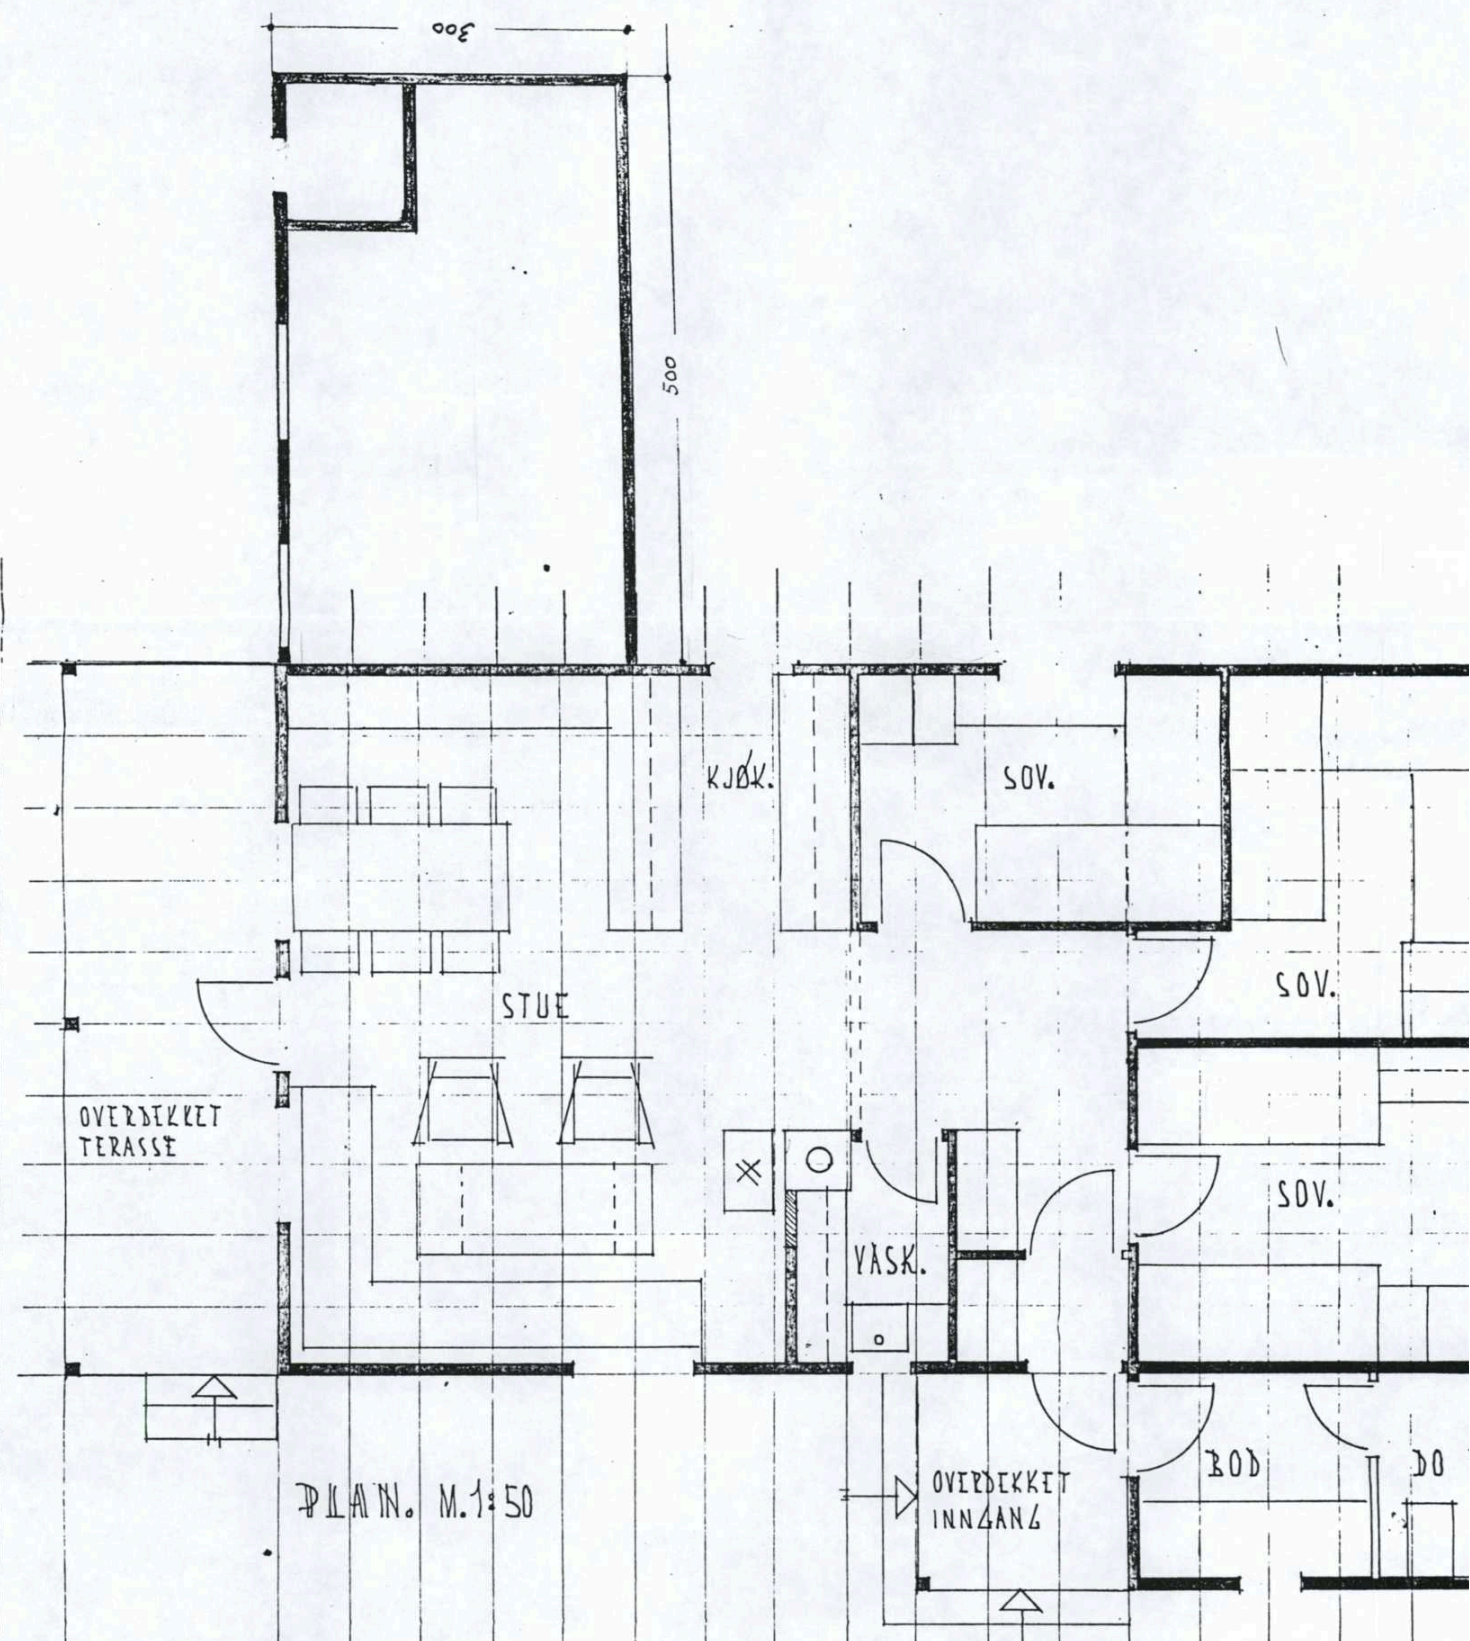 300
500
KJØK.
SOV.
STUE
SOV.
OVERDEKKET
TERASSE
SOV.
VASK.
BOD
DO
OVERDEKKET
INNGANG
PLAN. M.1:50